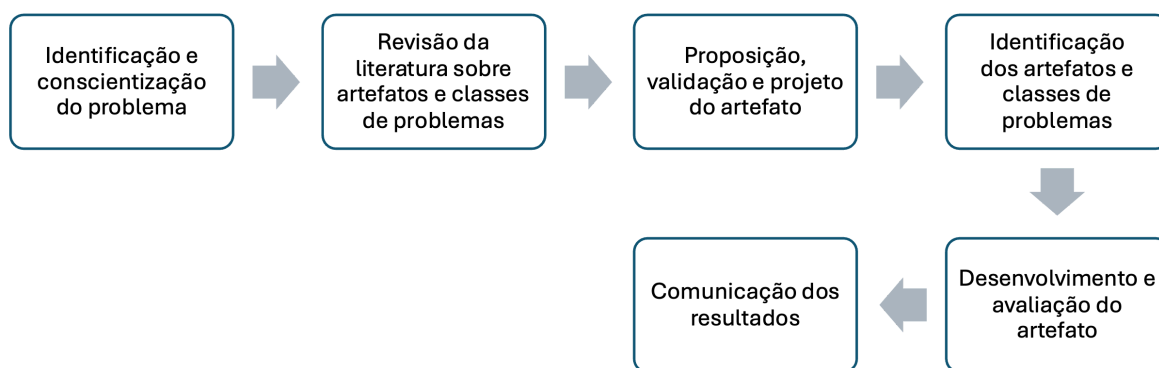 Identificação e
conscientização
do problema
Revisão da
literatura sobre
artefatos e classes
de problemas
Proposição,
validação e projeto
do artefato
Identificação
dos artefatos e
classes de
problemas
Desenvolvimento e
avaliação do
artefato
Comunicação dos
resultados